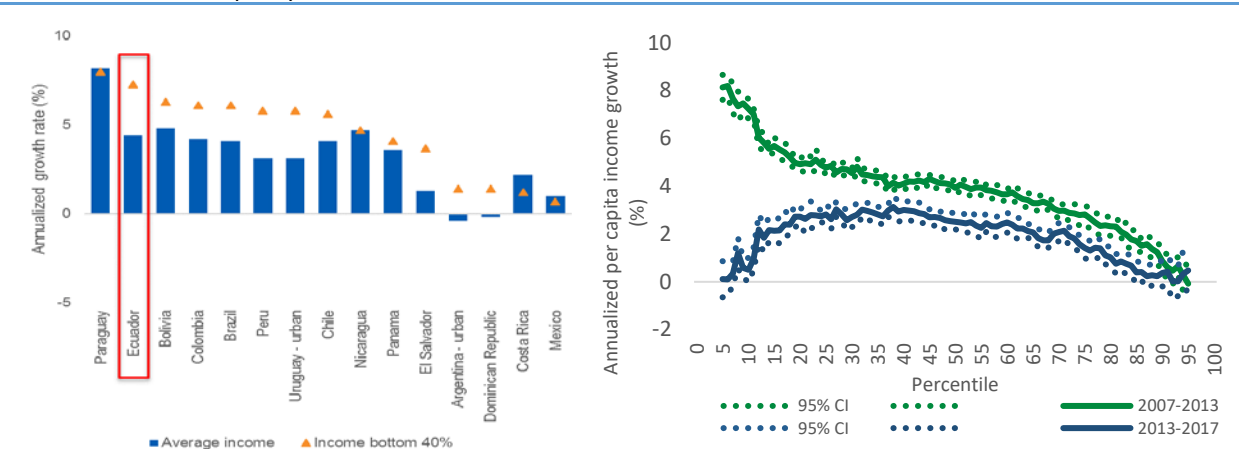 10
5
0
-5
Annualized growth rate (%)
Paraguay
Ecuador
Bolivia
Colombia
Brazil
Peru
Uruguay - urban
Chile
Nicaragua
Panama
El Salvador
Argentina - urban
Dominican Republic
Costa Rica
Mexico
Average income
Income bottom 40%
10
8
6
4
2
0
-2
Annualized per capita income growth
(%)
0
5
10
15
20
25
30
35
40
45
50
55
60
65
70
75
80
85
90
95
100
Percentile
95% CI
2007-2013
95% CI
2013-2017